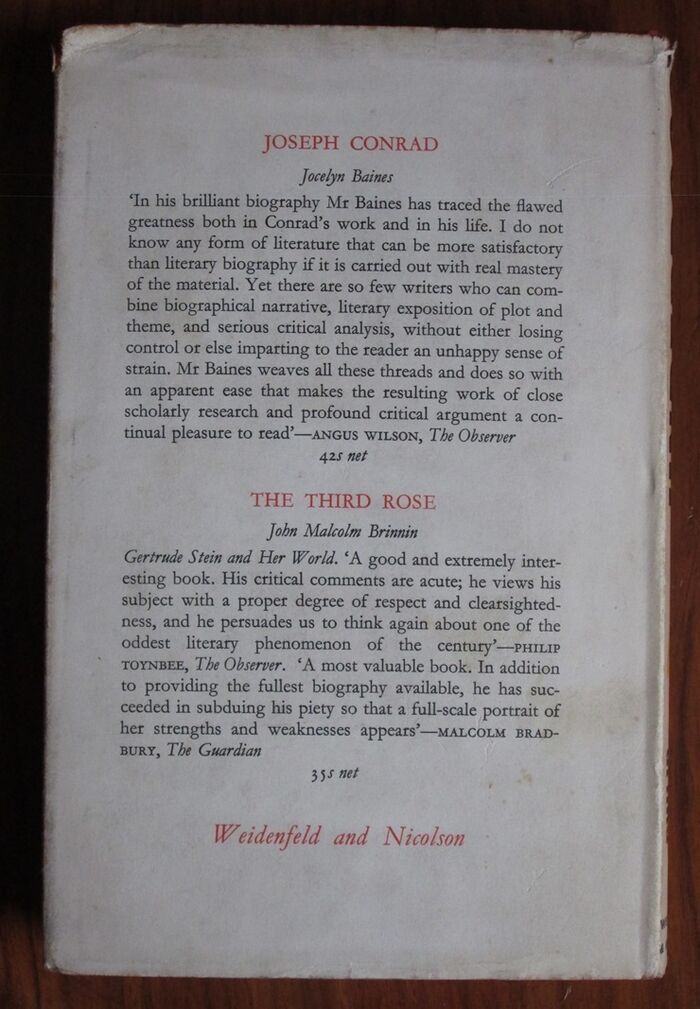 JOSEPH CONRAD
Jocelyn Baines
‘In his brilliant biography Mr Baines has traced the flawed
greatness both in Conrad’s work and in his life. I do not
know any form of literature that can be more satisfactory
than literary biography if it is carried out with real mastery
of the material. Yet there are so few writers who can com-
bine biographical narrative, literary exposition of plot and
theme, and serious critical analysis, without either losing
control or else imparting to the reader an unhappy sense of
strain. Mr Baines weaves all these threads and does so with
an apparent ease that makes the resulting work of close
scholarly research and profound critical argument a con-
tinual pleasure to read’—ANGUS WILSON, The Observer
42s net
THE THIRD ROSE
John Malcolm Brinnin
Gertrude Stein and Her World. ‘A good and extremely inter-
esting book. His critical comments are acute; he views his
subject with a proper degree of respect and clearsighted-
ness, and he persuades us to think again about one of the
oddest literary phenomenon of the century’—PHILIP
TOYNBEE, The Observer. ‘A most valuable book. In addition
to providing the fullest biography available, he has suc-
ceeded in subduing his piety so that a full-scale portrait of
her strengths and weaknesses appears’—MALCOLM BRAD-
BURY, The Guardian
35s net
Weidenfeld and Nicolson